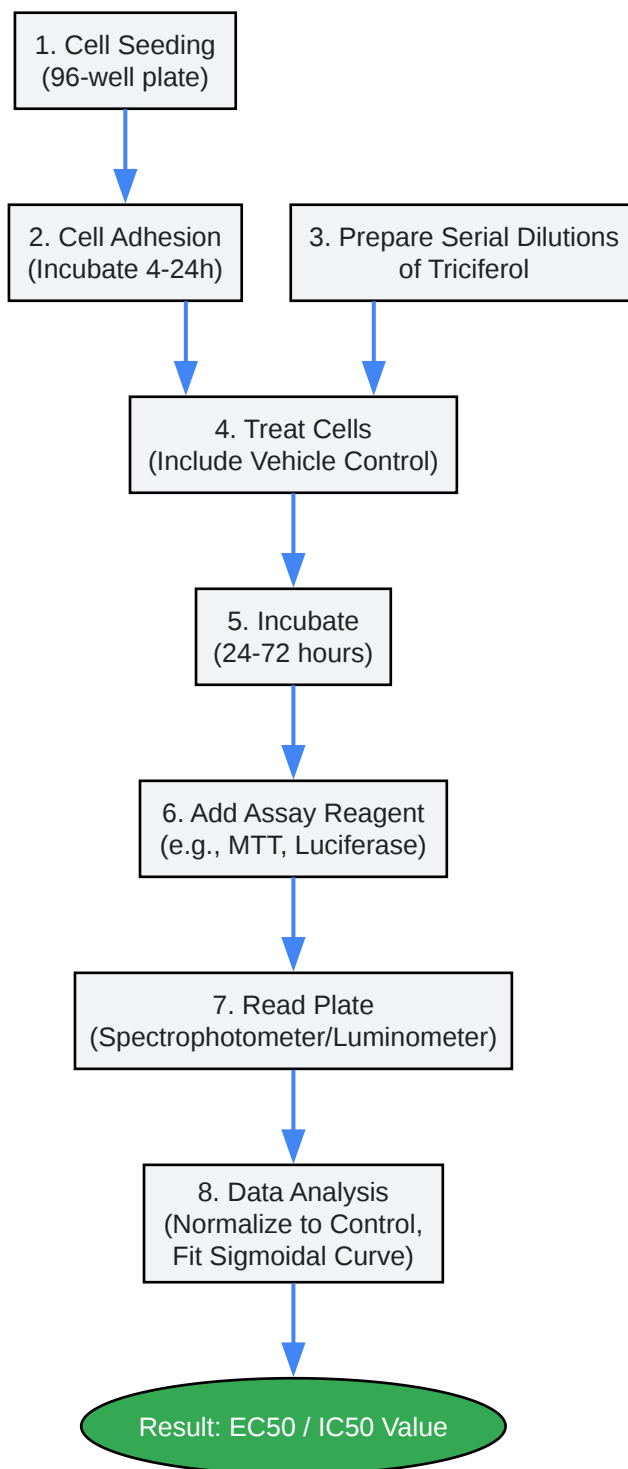 1. Cell Seeding
(96-well plate)
2. Cell Adhesion
(Incubate 4-24h)
3. Prepare Serial Dilutions
of Triciferol
4. Treat Cells
(Include Vehicle Control)
5. Incubate
(24-72 hours)
6. Add Assay Reagent
(e.g., MTT, Luciferase)
7. Read Plate
(Spectrophotometer/Luminometer)
8. Data Analysis
(Normalize to Control,
Fit Sigmoidal Curve)
Result: EC50 / IC50 Value